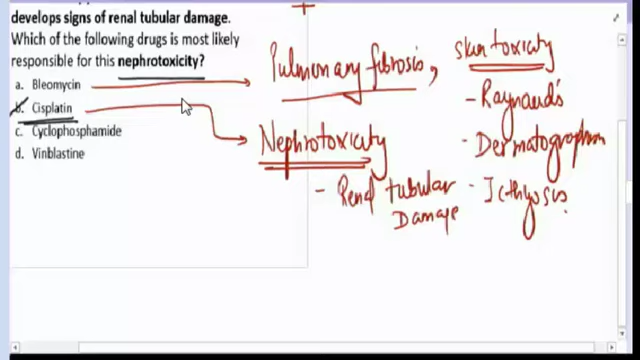 develops signs of renal tubular damage.
Which of the following drugs is most likely
responsible for this nephrotoxicity?
a. Bleomycin
b. Cisplatin
c. Cyclophosphamide
d. Vinblastine
Pulmonary fibrosis,
skin toxicity
- Raynaud's
- Dermatographism
- Icthyosis
Nephrotoxicity
- Renal tubular
Damage